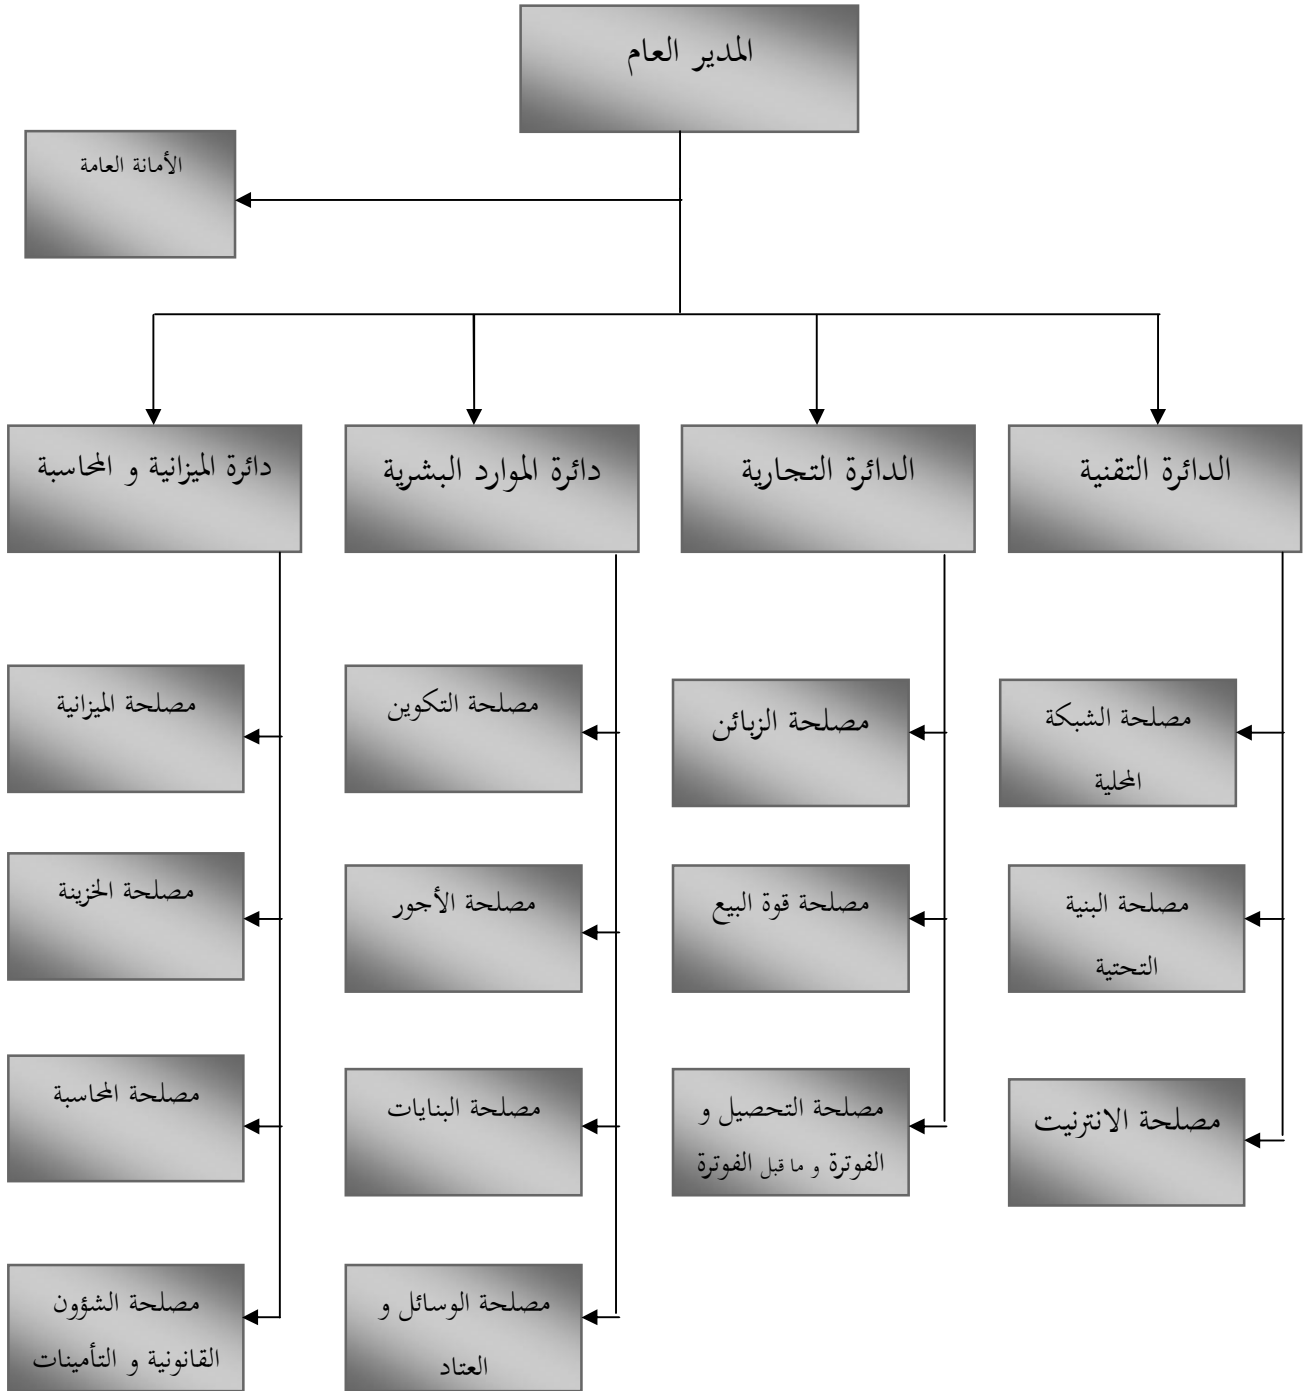 المدير العام
الأمانة العامة
الدائرة التقنية
الدائرة التجارية
دائرة الموارد البشرية
دائرة الميزانية و المحاسبة
مصلحة الشبكة
المحلية
مصلحة الزبائن
مصلحة التكوين
مصلحة الميزانية
مصلحة البنية
التحتية
مصلحة قوة البيع
مصلحة الأجور
مصلحة الخزينة
مصلحة الانترنيت
مصلحة التحصيل و
الفوترة و ما قبل الفوترة
مصلحة البنايات
مصلحة المحاسبة
مصلحة الوسائل و
العتاد
مصلحة الشؤون
القانونية و التأمينات